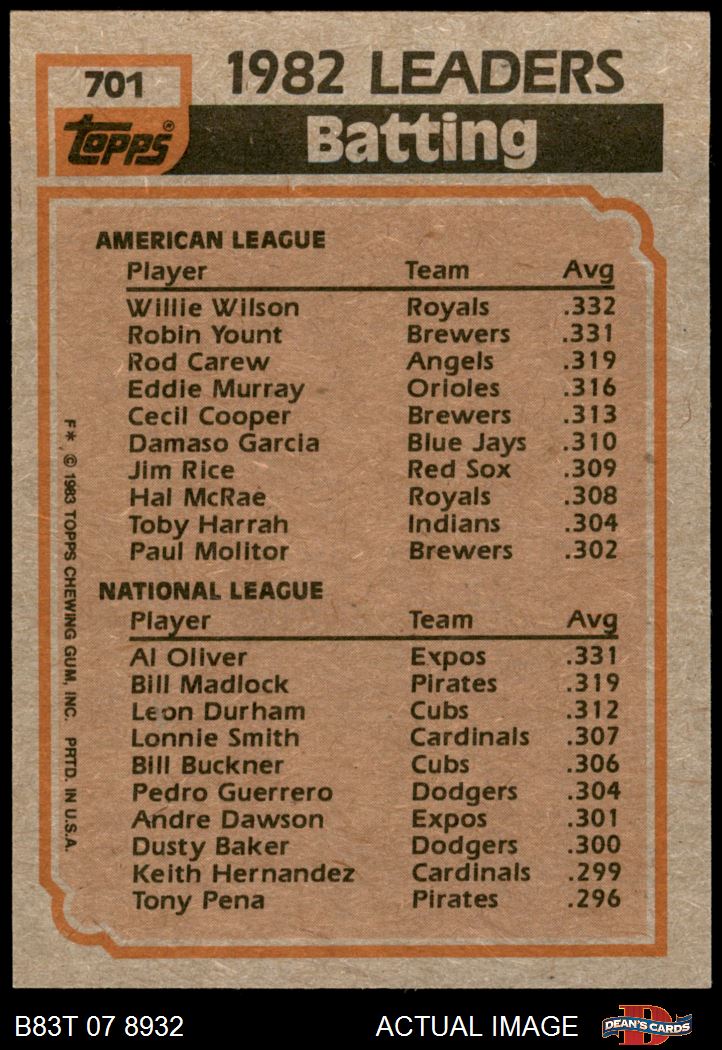 701
1982 LEADERS
TOPPS®
Batting
AMERICAN LEAGUE
Player Team Avg
Willie Wilson Royals .332
Robin Yount Brewers .331
Rod Carew Angels .319
Eddie Murray Orioles .316
Cecil Cooper Brewers .313
Damaso Garcia Blue Jays .310
Jim Rice Red Sox .309
Hal McRae Royals .308
Toby Harrah Indians .304
Paul Molitor Brewers .302
NATIONAL LEAGUE
Player Team Avg
Al Oliver Expos .331
Bill Madlock Pirates .319
Leon Durham Cubs .312
Lonnie Smith Cardinals .307
Bill Buckner Cubs .306
Pedro Guerrero Dodgers .304
Andre Dawson Expos .301
Dusty Baker Dodgers .300
Keith Hernandez Cardinals .299
Tony Pena Pirates .296
F* © 1983 TOPPS CHEWING GUM, INC. PRTD. IN U.S.A.
B83T 07 8932 ACTUAL IMAGE
D
DEAN'S CARDS